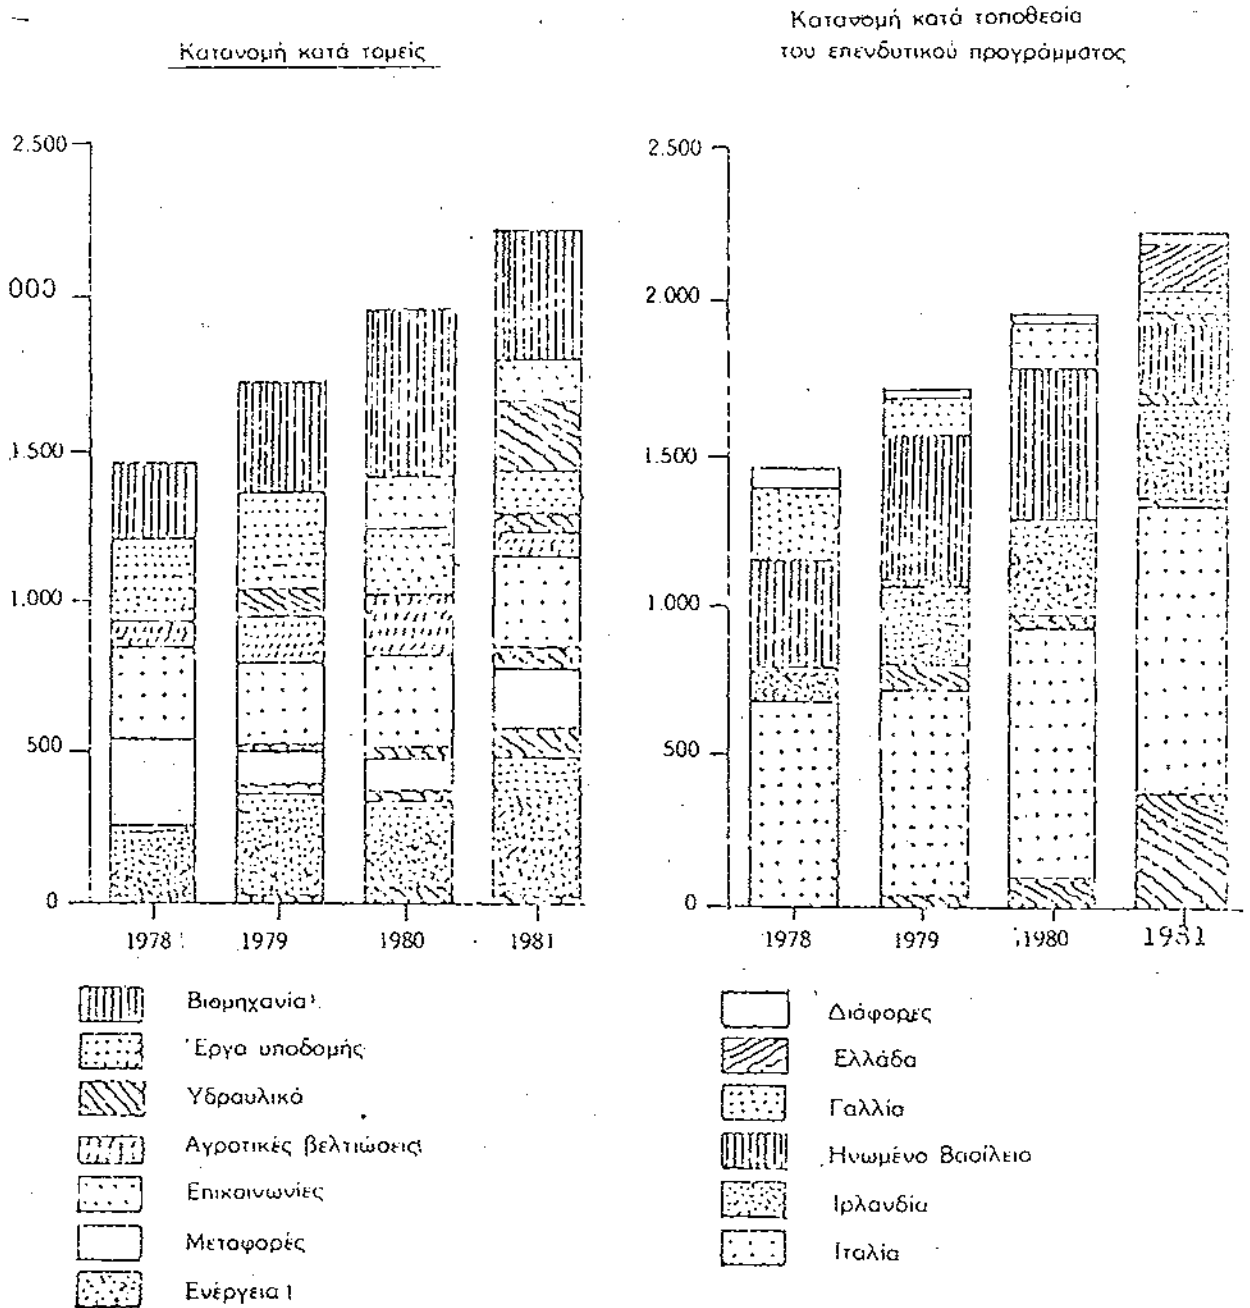 Κατανομή κατά τομείς
2.500
000
1.500
1.000
500
0
1978
1979
1980
1981
Βιομηχανία
Έργα υποδομής
Υδραυλικά
Αγροτικές βελτιώσεις
Επικοινωνίες
Μεταφορές
Ενέργεια
Κατανομή κατά τοποθεσία
του επενδυτικού προγράμματος
2.500
2.000
1.500
1.000
500
0
1978
1979
1980
1981
Διάφορες
Ελλάδα
Γαλλία
Ηνωμένο Βασίλειο
Ιρλανδία
Ιταλία